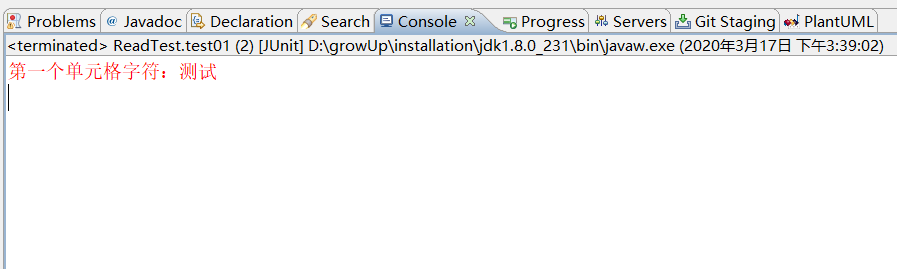 Problems @ Javadoc Declaration Search Console Progress Servers Git Staging PlantUML
<terminated> ReadTest.test01 (2) [JUnit] D:\growUp\installation\jdk1.8.0_231\bin\javaw.exe (2020年3月17日 下午3:39:02)
第一个单元格字符：测试